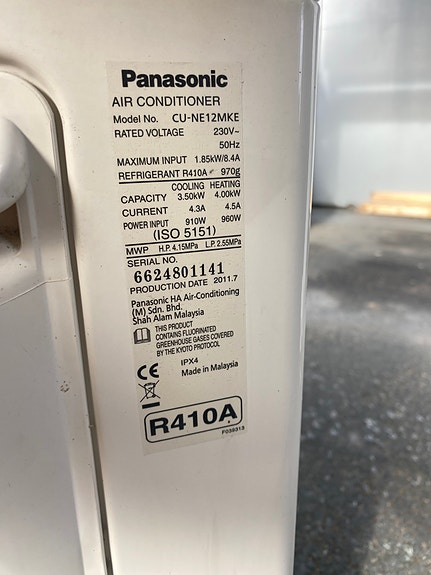 Panasonic
AIR CONDITIONER
Model No. CU-NE12MKE
RATED VOLTAGE 230V~
50Hz
MAXIMUM INPUT 1.85kW/8.4A
REFRIGERANT R410A 970g
COOLING HEATING
CAPACITY 3.50kW 4.00kW
CURRENT 4.3A 4.5A
POWER INPUT 910W 960W
(ISO 5151)
MWP H.P. 4.15MPa L.P. 2.55MPa
SERIAL NO.
6624801141
PRODUCTION DATE 2011.7
Panasonic HA Air-Conditioning
(M) Sdn. Bhd.
Shah Alam Malaysia
THIS PRODUCT
CONTAINS FLUORINATED
GREENHOUSE GASES COVERED
BY THE KYOTO PROTOCOL
CE IPX4
Made in Malaysia
R410A
F039313